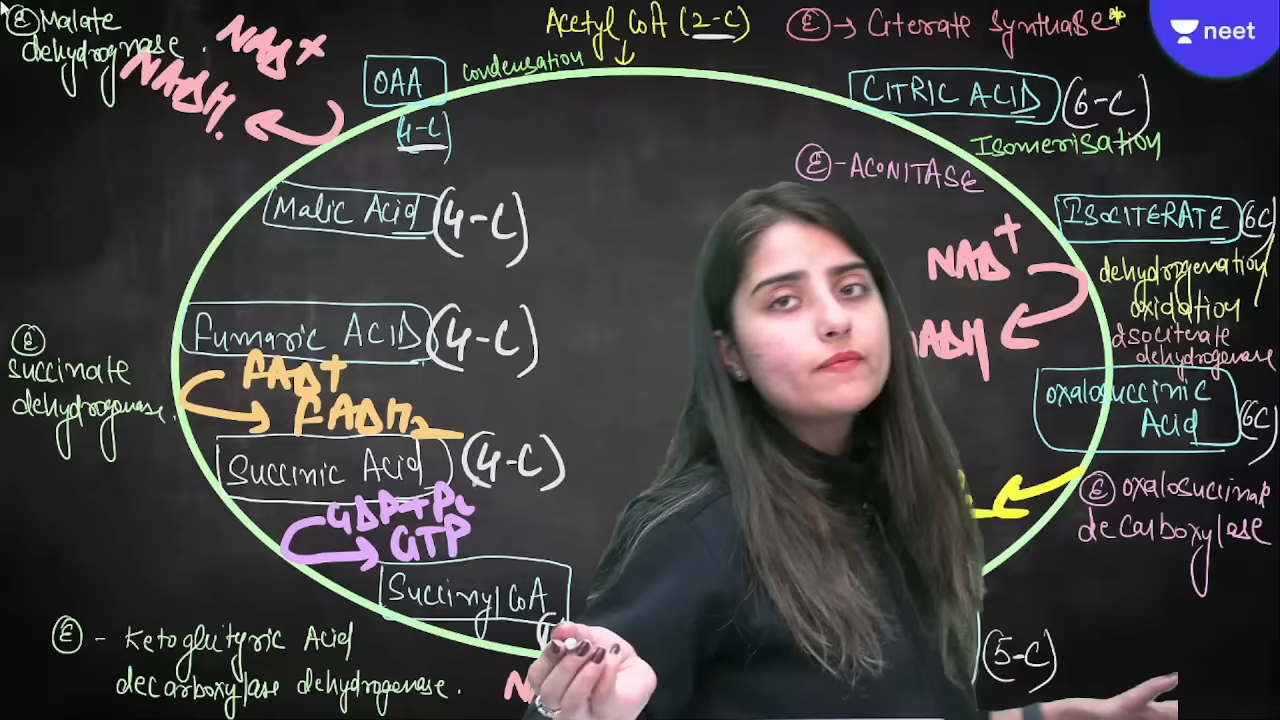 Ⓔ Malate
dehydrogenase.
NAD+
NADH.
Acetyl CoA (2-C)
Ⓔ → Citerate synthase*
neet
condensation
OAA
(4-C)
CITRIC ACID (6-C)
Isomerisation
Ⓔ-ACONITASE
Malic Acid (4-C)
ISOCITERATE (6C)
NAD+
dehydrogenation
oxidation
Isociterate
dehydrogenase
Fumaric ACID (4-C)
ADH
Ⓔ
succinate
dehydrogenase.
FAD+
FADH2
oxalosuccinic
Acid (6C)
Succinic Acid (4-C)
GDP+Pi
GTP
Ⓔ oxalosuccinate
decarboxylase
Succinyl CoA
Ⓔ - Ketogluityric Acid
decarboxylase dehydrogenase.
(5-C)